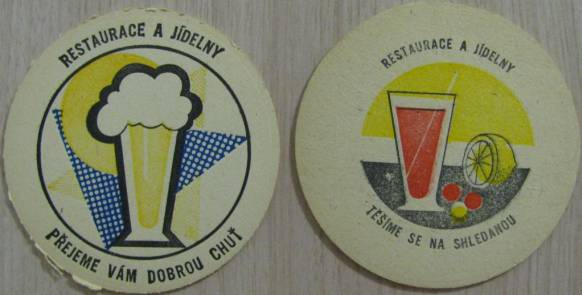 RESTAURACE A JÍDELNY
PŘEJEME VÁM DOBROU CHUŤ
RESTAURACE A JÍDELNY
TĚŠÍME SE NA SHLEDANOU